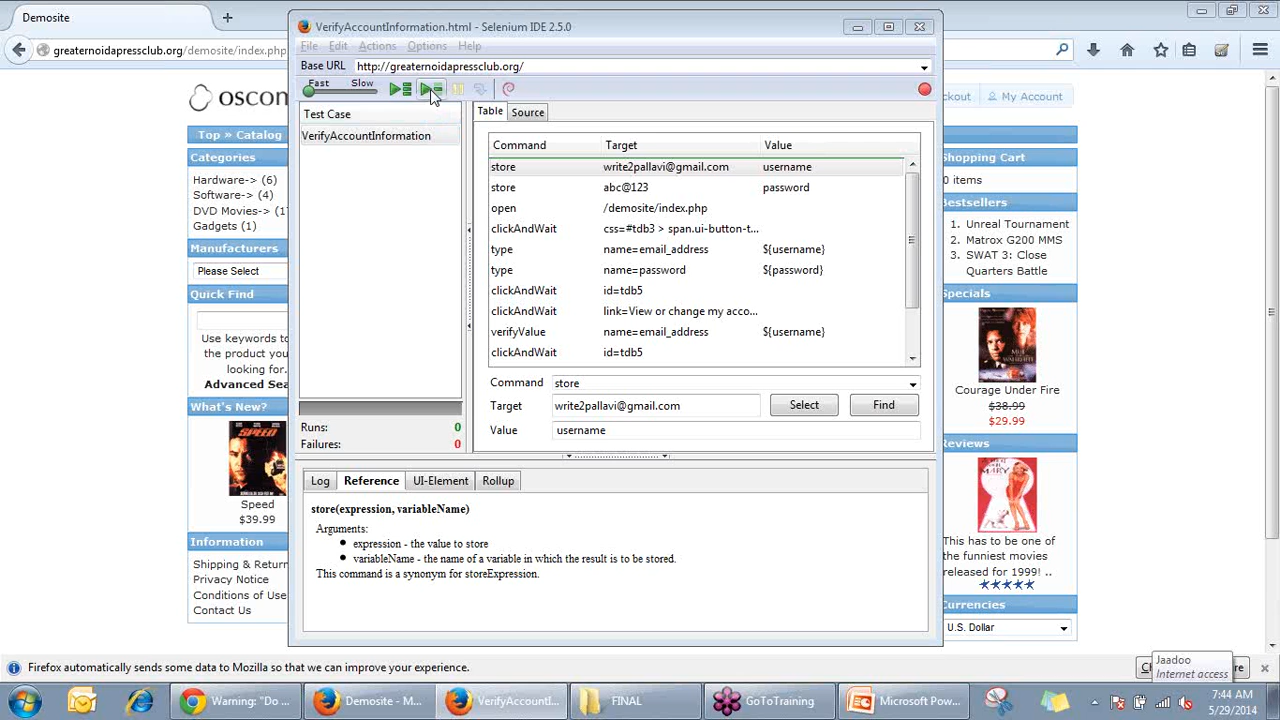 Demosite
VerifyAccountInformation.html - Selenium IDE 2.5.0
greaternoidapressclub.org/demosite/index.php
File Edit Actions Options Help
Base URL http://greaternoidapressclub.org/
Fast Slow
oscom
My Account
Test Case
VerifyAccountInformation
Table Source
Command Target Value
store write2pallavi@gmail.com username
store abc@123 password
open /demosite/index.php
clickAndWait css=#tdb3 > span.ui-button-t...
type name=email_address ${username}
type name=password ${password}
clickAndWait id=tdb5
clickAndWait link=View or change my acco...
verifyValue name=email_address ${username}
clickAndWait id=tdb5
Command store
Target write2pallavi@gmail.com Select Find
Value username
Runs: 0
Failures: 0
Log Reference UI-Element Rollup
store(expression, variableName)
Arguments:
expression - the value to store
variableName - the name of a variable in which the result is to be stored.
This command is a synonym for storeExpression.
Top » Catalog
Categories
Hardware-> (6)
Software-> (4)
DVD Movies-> (1
Gadgets (1)
Manufacturers
Please Select
Quick Find
Use keywords to
the product you
looking for.
Advanced Sea
What's New?
SPEED
Speed
$39.99
Information
Shipping & Return
Privacy Notice
Conditions of Use
Contact Us
Shopping Cart
0 items
Bestsellers
1. Unreal Tournament
2. Matrox G200 MMS
3. SWAT 3: Close
Quarters Battle
Specials
Courage Under Fire
$38.99
$29.99
Reviews
MARY
This has to be one of
the funniest movies
released for 1999! ..
Currencies
U.S. Dollar
Firefox automatically sends some data to Mozilla so that we can improve your experience.
Jaadoo
Internet access
Warning: "Do ...
Demosite - M...
VerifyAccountI...
FINAL
GoToTraining
Microsoft Pow...
7:44 AM
5/29/2014